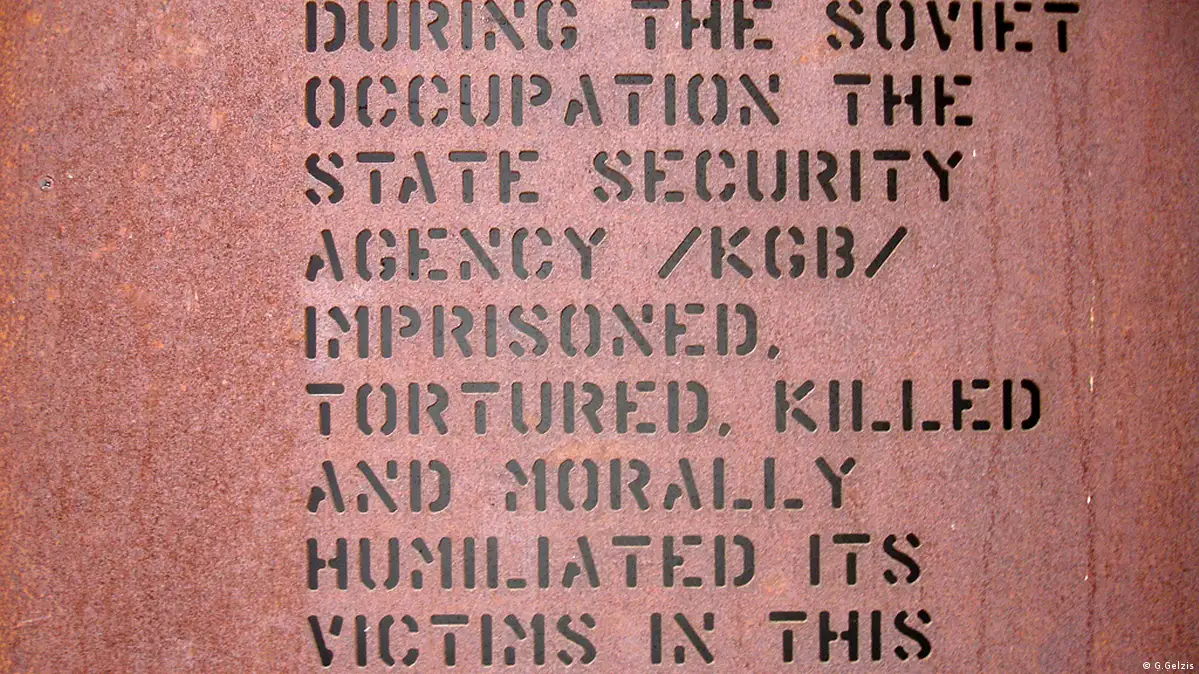 DURING THE SOVIET
OCCUPATION THE
STATE SECURITY
AGENCY /KGB/
IMPRISONED,
TORTURED, KILLED
AND MORALLY
HUMILIATED ITS
VICTIMS IN THIS
© G.Gelzis